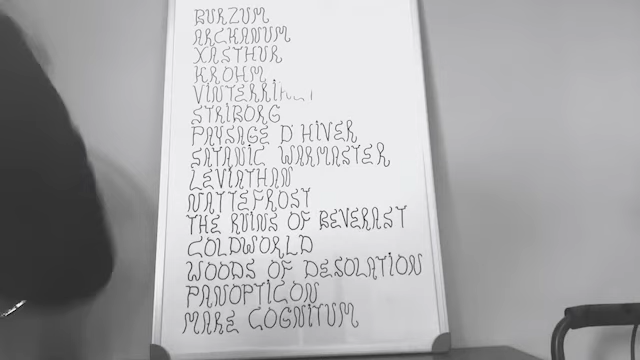 BURZUM
ARCKANUM
XASTHUR
KROHM
STRIBORG
PAYSAGE D'HIVER
SATANIC WARMASTER
LEVIATHAN
NATTEFROST
THE RUINS OF BEVERAST
COLDWORLD
WOODS OF DESOLATION
PANOPTICON
MARE COGNITUM